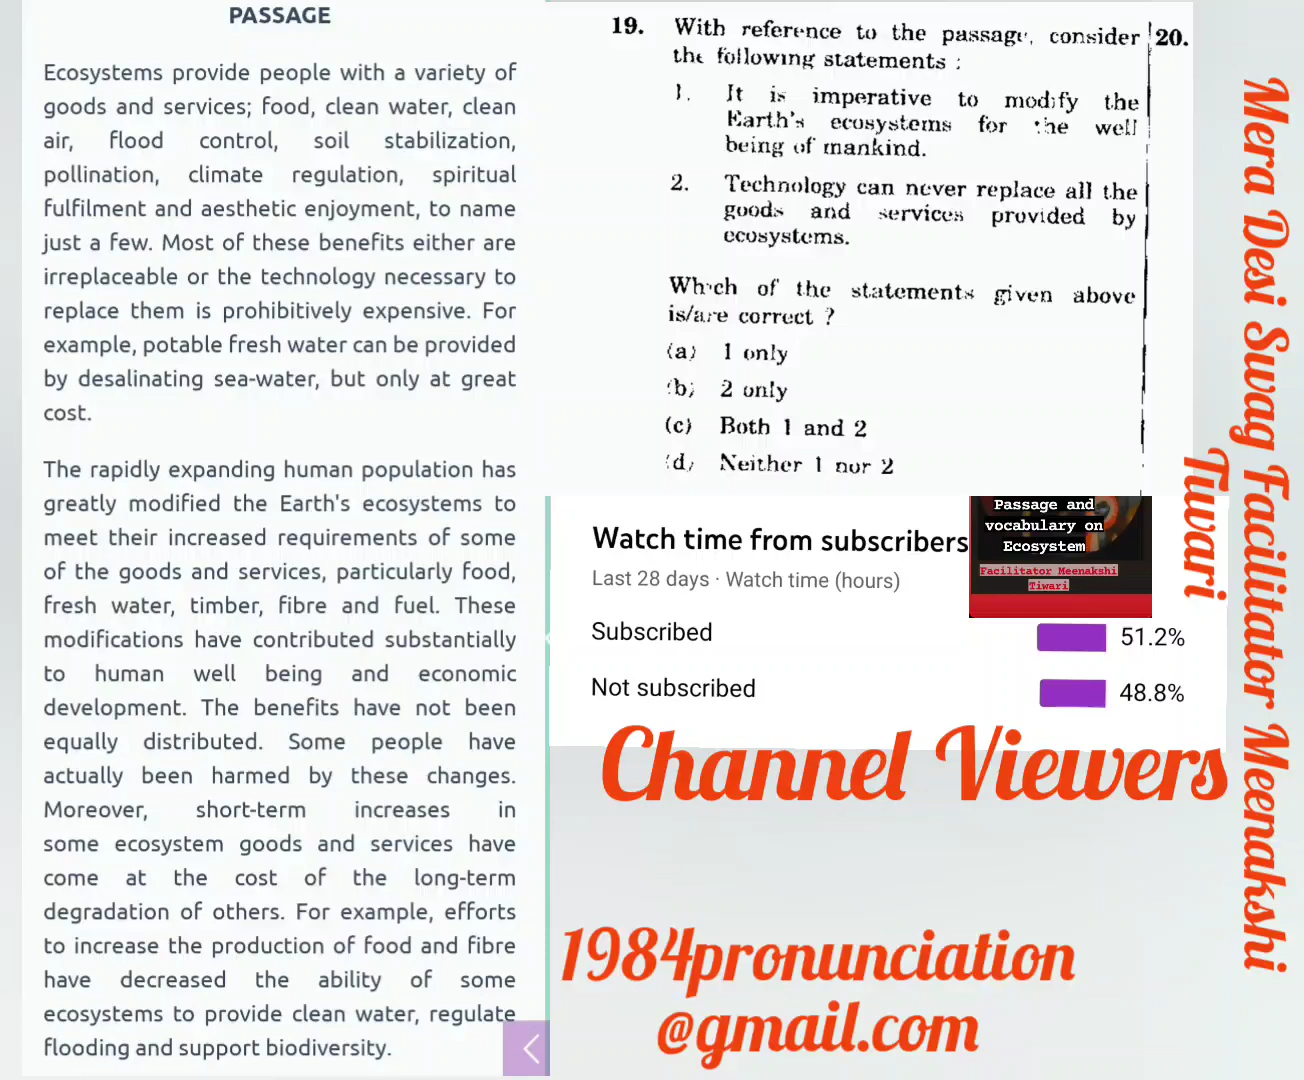 PASSAGE
Ecosystems provide people with a variety of
goods and services; food, clean water, clean
air, flood control, soil stabilization,
pollination, climate regulation, spiritual
fulfilment and aesthetic enjoyment, to name
just a few. Most of these benefits either are
irreplaceable or the technology necessary to
replace them is prohibitively expensive. For
example, potable fresh water can be provided
by desalinating sea-water, but only at great
cost.
The rapidly expanding human population has
greatly modified the Earth's ecosystems to
meet their increased requirements of some
of the goods and services, particularly food,
fresh water, timber, fibre and fuel. These
modifications have contributed substantially
to human well being and economic
development. The benefits have not been
equally distributed. Some people have
actually been harmed by these changes.
Moreover, short-term increases in
some ecosystem goods and services have
come at the cost of the long-term
degradation of others. For example, efforts
to increase the production of food and fibre
have decreased the ability of some
ecosystems to provide clean water, regulate
flooding and support biodiversity.
19. With reference to the passage, consider
the following statements :
1. It is imperative to modify the
Earth's ecosystems for the well
being of mankind.
2. Technology can never replace all the
goods and services provided by
ecosystems.
Which of the statements given above
is/are correct ?
(a) 1 only
(b) 2 only
(c) Both 1 and 2
(d) Neither 1 nor 2
20.
Passage and
vocabulary on
Ecosystem
Facilitator Meenakshi
Tiwari
Watch time from subscribers
Last 28 days · Watch time (hours)
Subscribed 51.2%
Not subscribed 48.8%
Channel Viewers
1984pronunciation
@gmail.com
Mera Desi Swag Facilitator Meenakshi
Tiwari